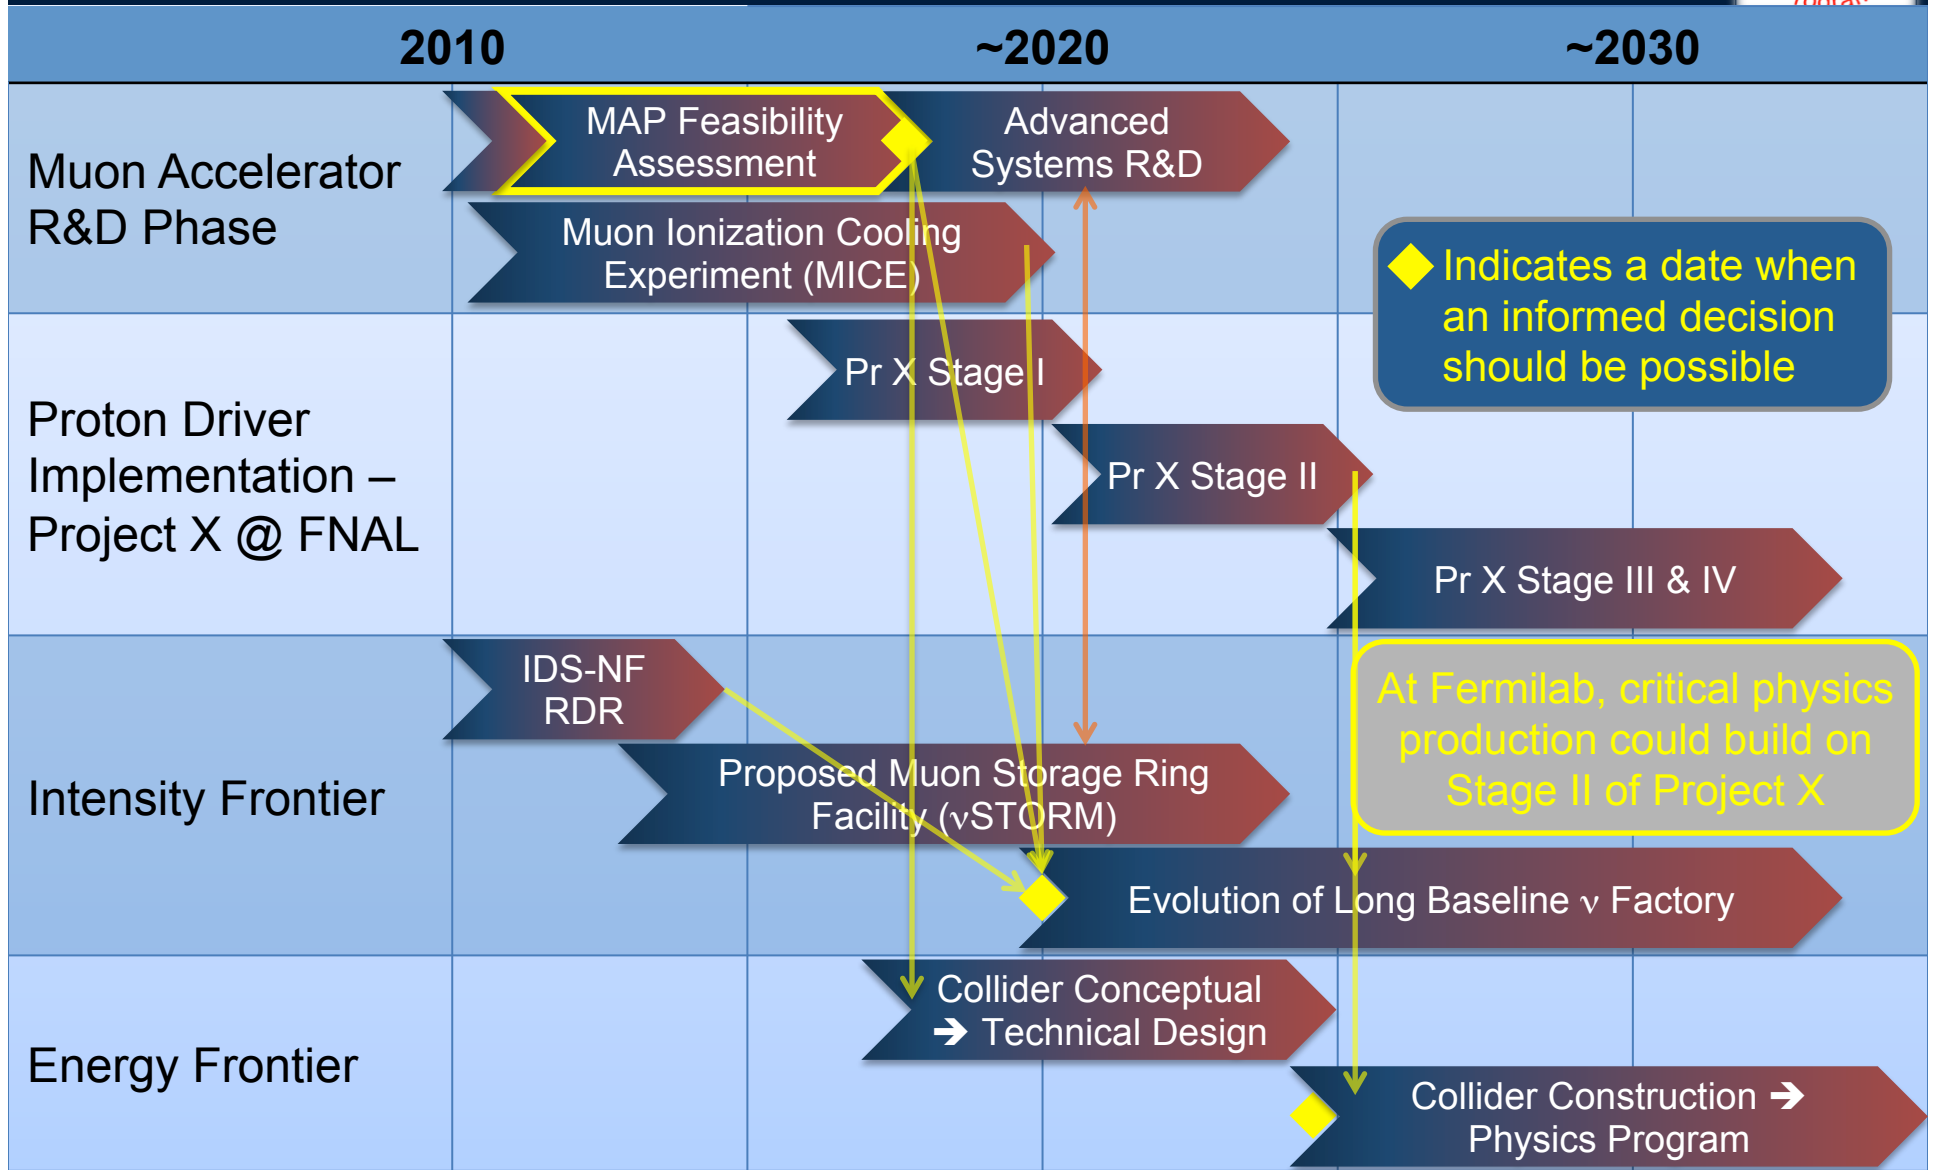 2010
~2020
~2030
Muon Accelerator
R&D Phase
MAP Feasibility
Assessment
Advanced
Systems R&D
Muon Ionization Cooling
Experiment (MICE)
Indicates a date when
an informed decision
should be possible
Proton Driver
Implementation –
Project X @ FNAL
Pr X Stage I
Pr X Stage II
Pr X Stage III & IV
Intensity Frontier
IDS-NF
RDR
Proposed Muon Storage Ring
Facility (νSTORM)
At Fermilab, critical physics
production could build on
Stage II of Project X
Evolution of Long Baseline ν Factory
Energy Frontier
Collider Conceptual
➔ Technical Design
Collider Construction ➔
Physics Program